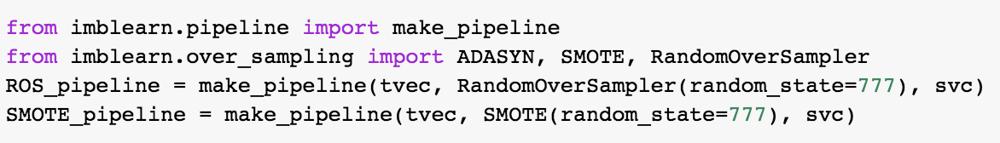 from imblearn.pipeline import make_pipeline
from imblearn.over_sampling import ADASYN, SMOTE, RandomOverSampler
ROS_pipeline = make_pipeline(tvec, RandomOverSampler(random_state=777), svc)
SMOTE_pipeline = make_pipeline(tvec, SMOTE(random_state=777), svc)